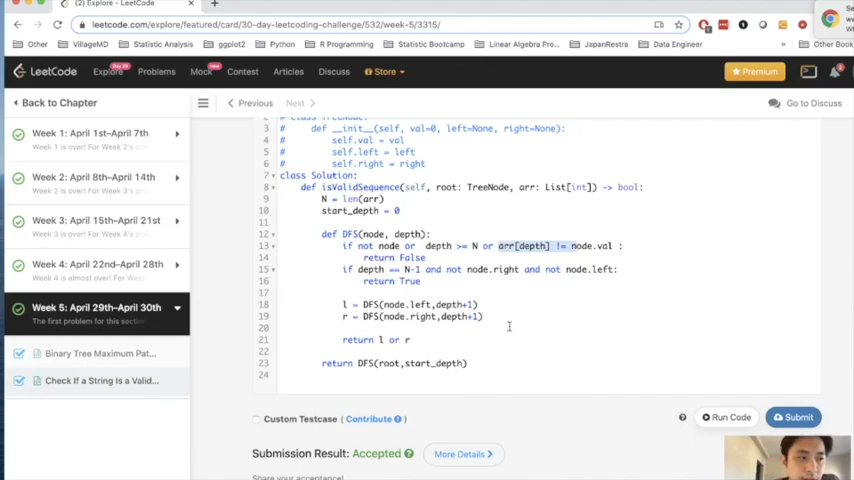 (2) Explore - LeetCode
leetcode.com/explore/featured/card/30-day-leetcoding-challenge/532/week-5/3315/
Other VillageMD Statistic Analysis ggplot2 Python R Programming Statistic Bootcamp Linear Algebra Pro... JapanRestra Data Engineer Other Book
LeetCode Explore Problems Mock new Contest Articles Discuss Store Premium
Back to Chapter
Previous Next Go to Discuss
Week 1: April 1st–April 7th
Week 1 is over! For Week 2's p
Week 2: April 8th–April 14th
Week 2 is over! For Week 3's p
Week 3: April 15th–April 21st
Week 3 is over! For Week 4's
Week 4: April 22nd–April 28th
Week 4 is almost over! For Week
Week 5: April 29th–April 30th
The first problem for this section
Binary Tree Maximum Pat...
Check If a String Is a Valid...
2 # class TreeNode:
3 # def __init__(self, val=0, left=None, right=None):
4 # self.val = val
5 # self.left = left
6 # self.right = right
7 class Solution:
8 def isValidSequence(self, root: TreeNode, arr: List[int]) -> bool:
9 N = len(arr)
10 start_depth = 0
11
12 def DFS(node, depth):
13 if not node or depth >= N or arr[depth] != node.val :
14 return False
15 if depth == N-1 and not node.right and not node.left:
16 return True
17
18 l = DFS(node.left,depth+1)
19 r = DFS(node.right,depth+1)
20
21 return l or r
22
23 return DFS(root,start_depth)
24
Custom Testcase ( Contribute )
Run Code Submit
Submission Result: Accepted More Details
Share your acceptance!